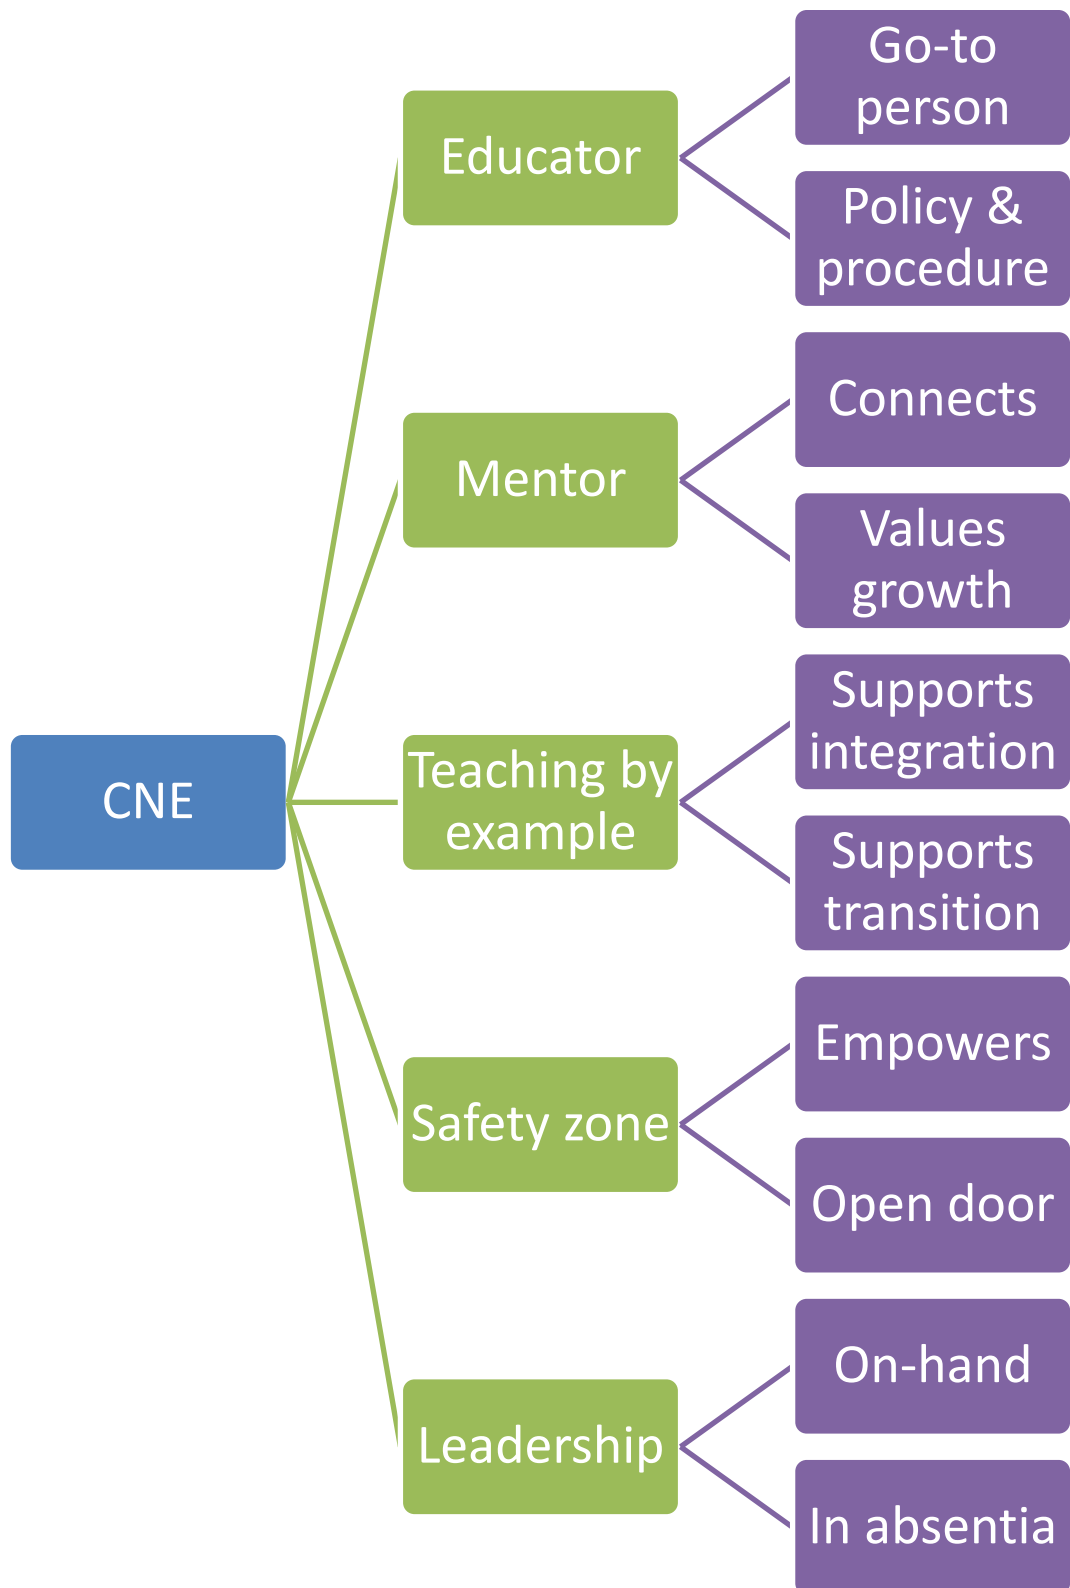 CNE
Educator
Go-to
person
Policy &
procedure
Mentor
Connects
Values
growth
Teaching by
example
Supports
integration
Supports
transition
Safety zone
Empowers
Open door
Leadership
On-hand
In absentia